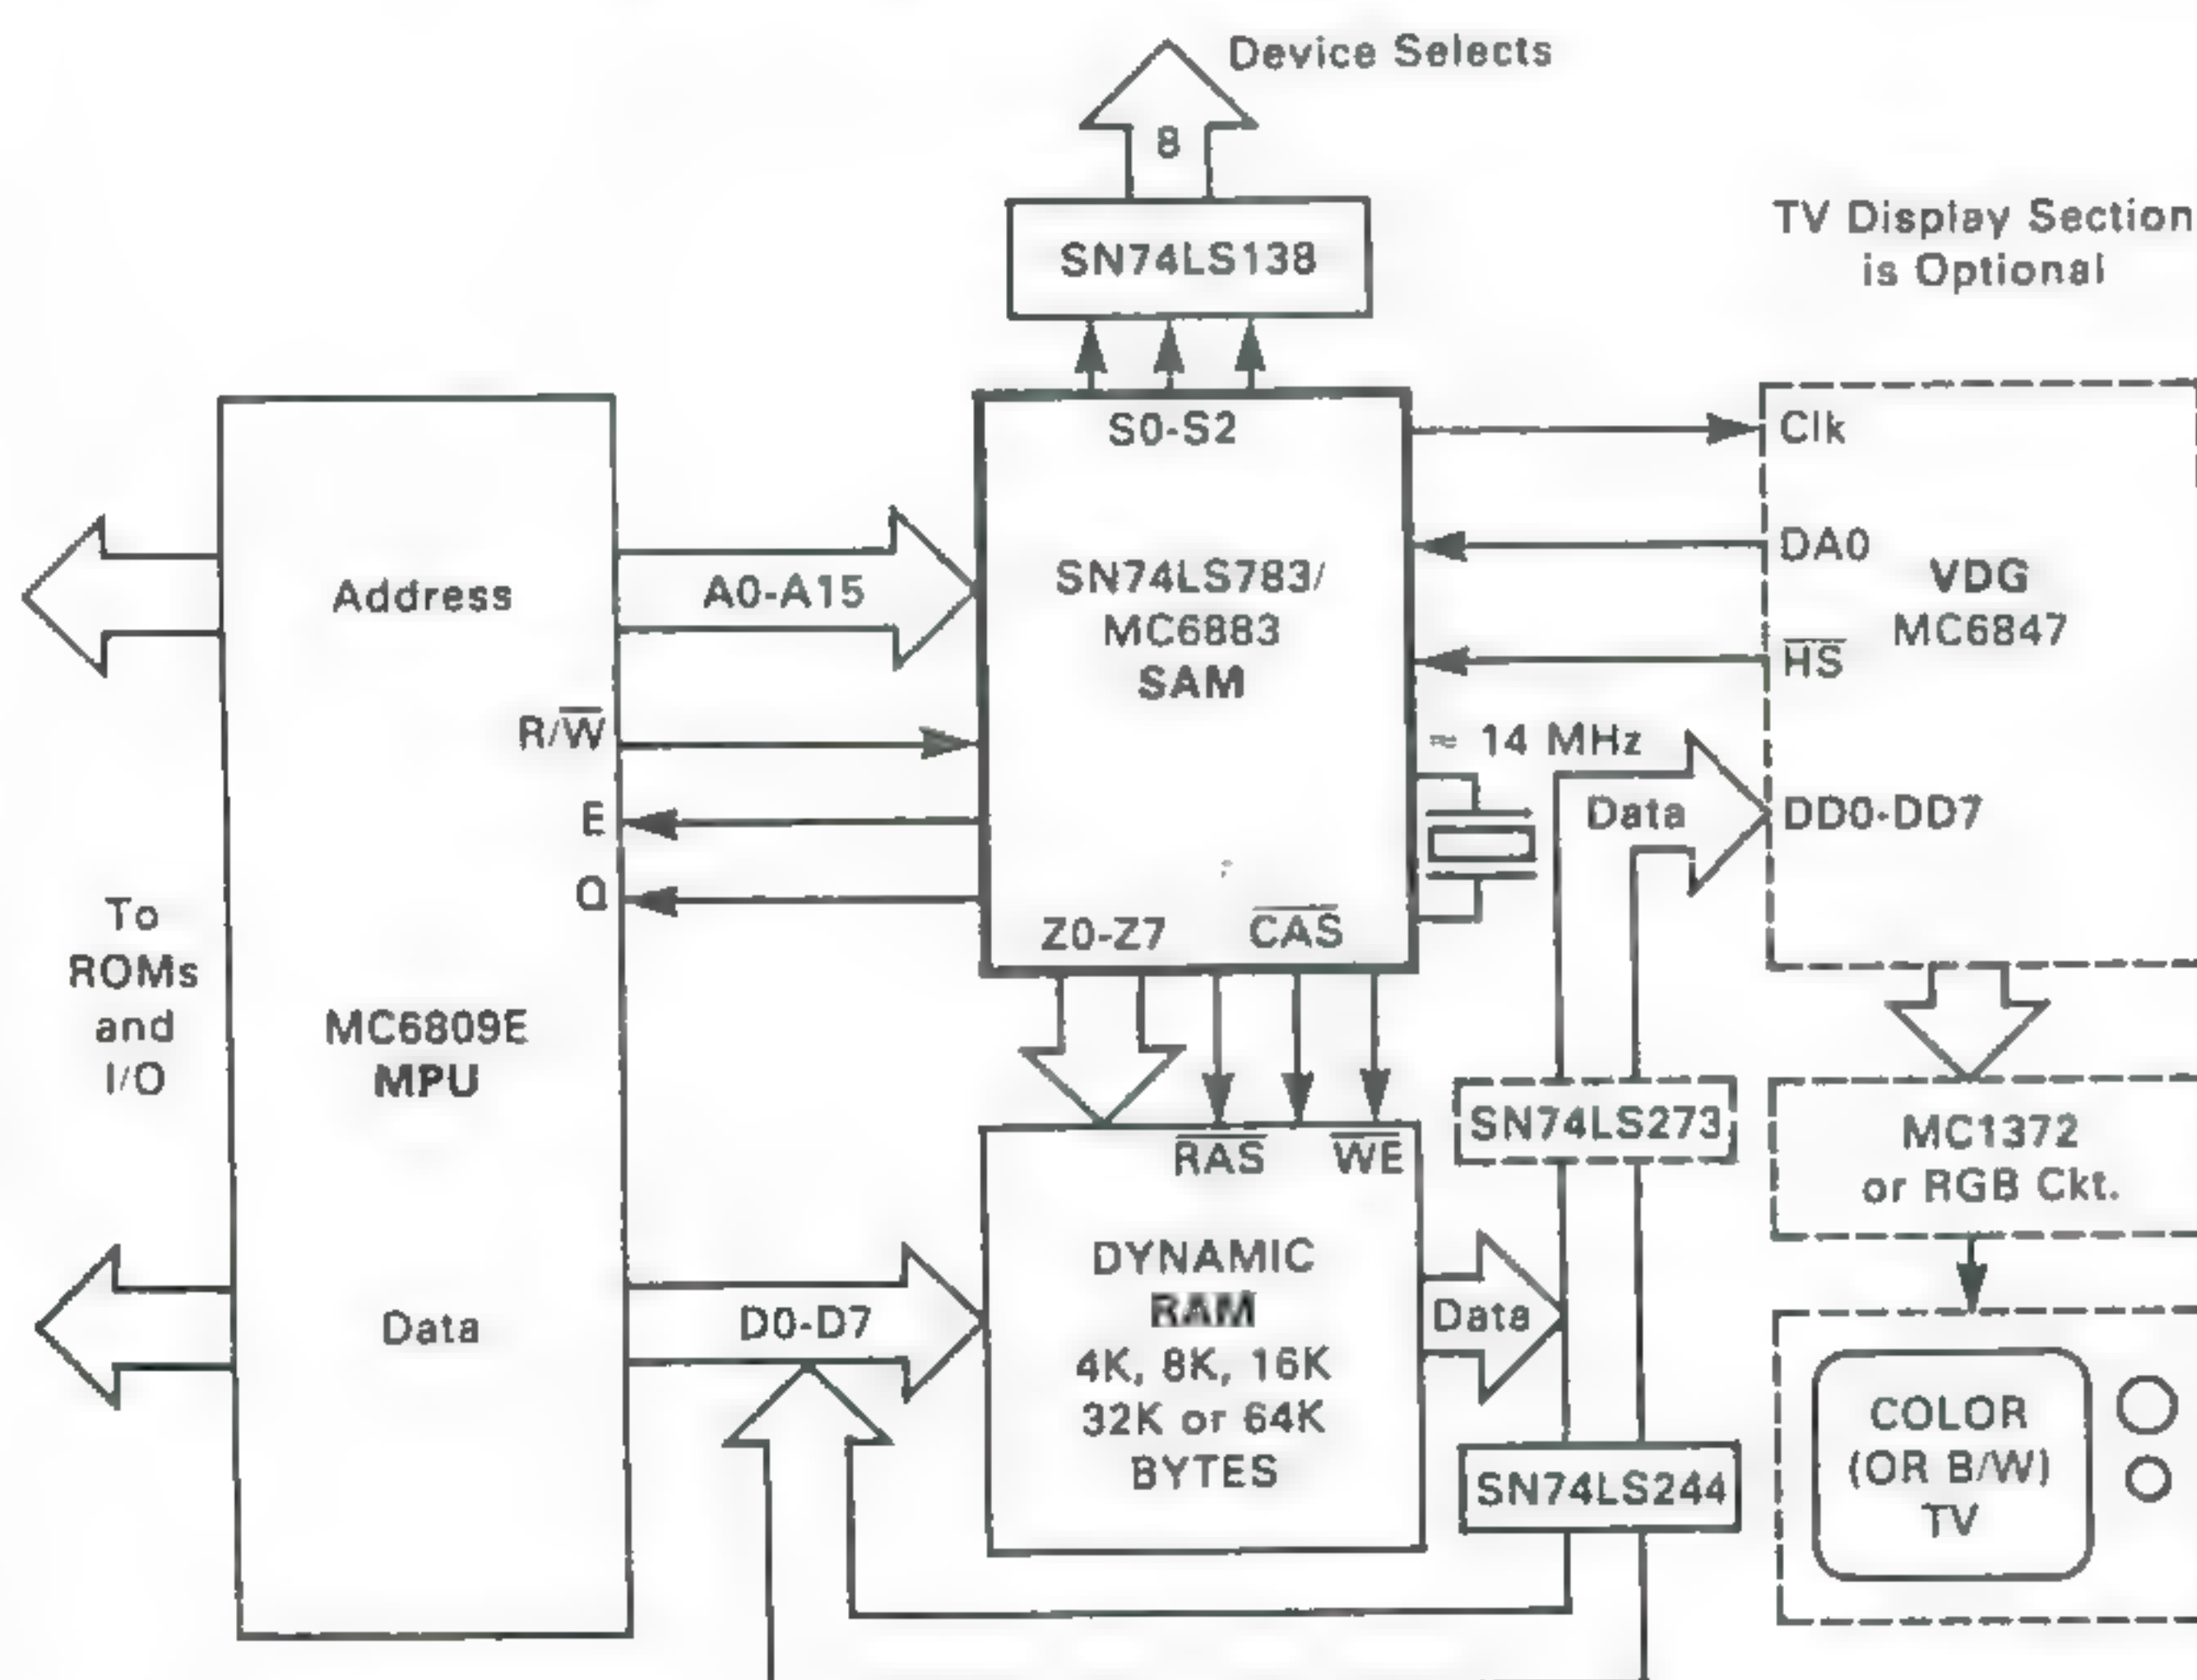 Device Selects
8
SN74LS138
TV Display Section
is Optional
S0-S2
Clk
DA0
VDG
MC6847
HS
DD0-DD7
Address
A0-A15
R/W
E
Q
SN74LS783/
MC6883
SAM
≈ 14 MHz
Data
Z0-Z7
CAS
To
ROMs
and
I/O
MC6809E
MPU
Data
D0-D7
RAS
WE
DYNAMIC
RAM
4K, 8K, 16K
32K or 64K
BYTES
Data
SN74LS273
SN74LS244
MC1372
or RGB Ckt.
COLOR
(OR B/W)
TV